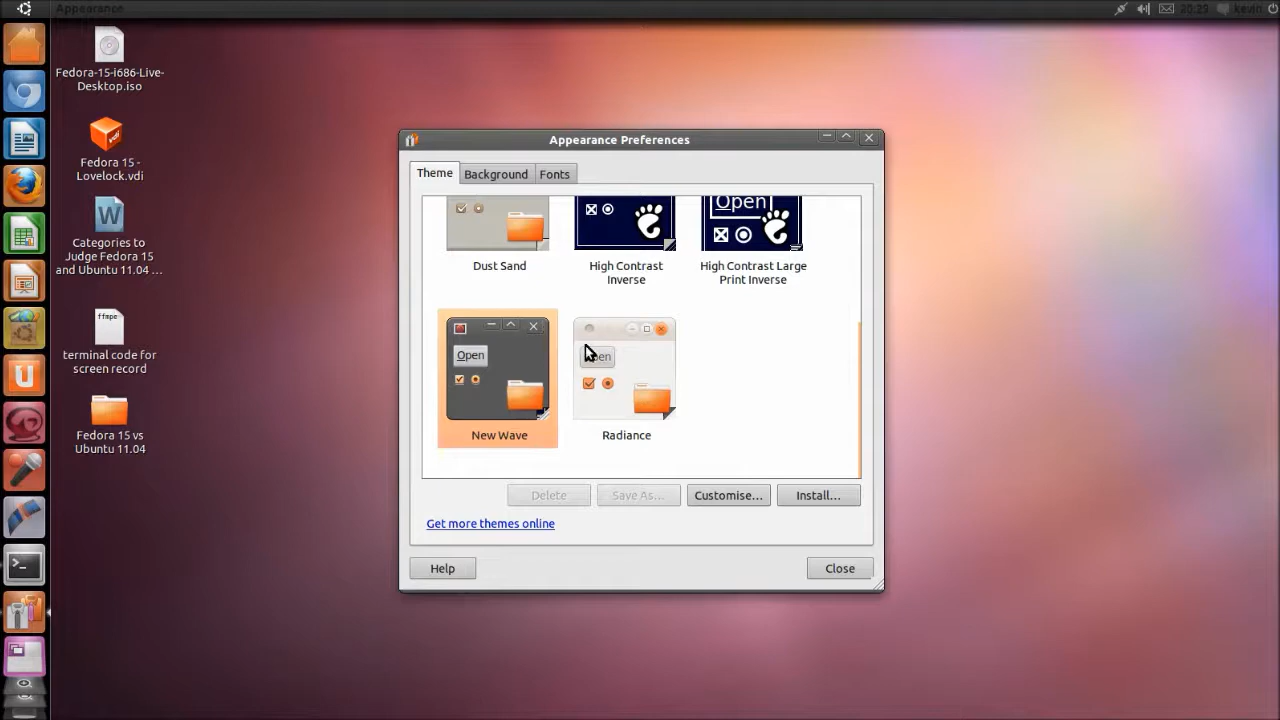 Appearance
20:29
kevin
Fedora-15-i686-Live-
Desktop.iso
Fedora 15 -
Lovelock.vdi
W
Categories to
Judge Fedora 15
and Ubuntu 11.04 ...
ffmpe
terminal code for
screen record
Fedora 15 vs
Ubuntu 11.04
Appearance Preferences
Theme
Background
Fonts
Open
Dust Sand
High Contrast
Inverse
High Contrast Large
Print Inverse
Open
New Wave
Radiance
Delete
Save As...
Customise...
Install...
Get more themes online
Help
Close